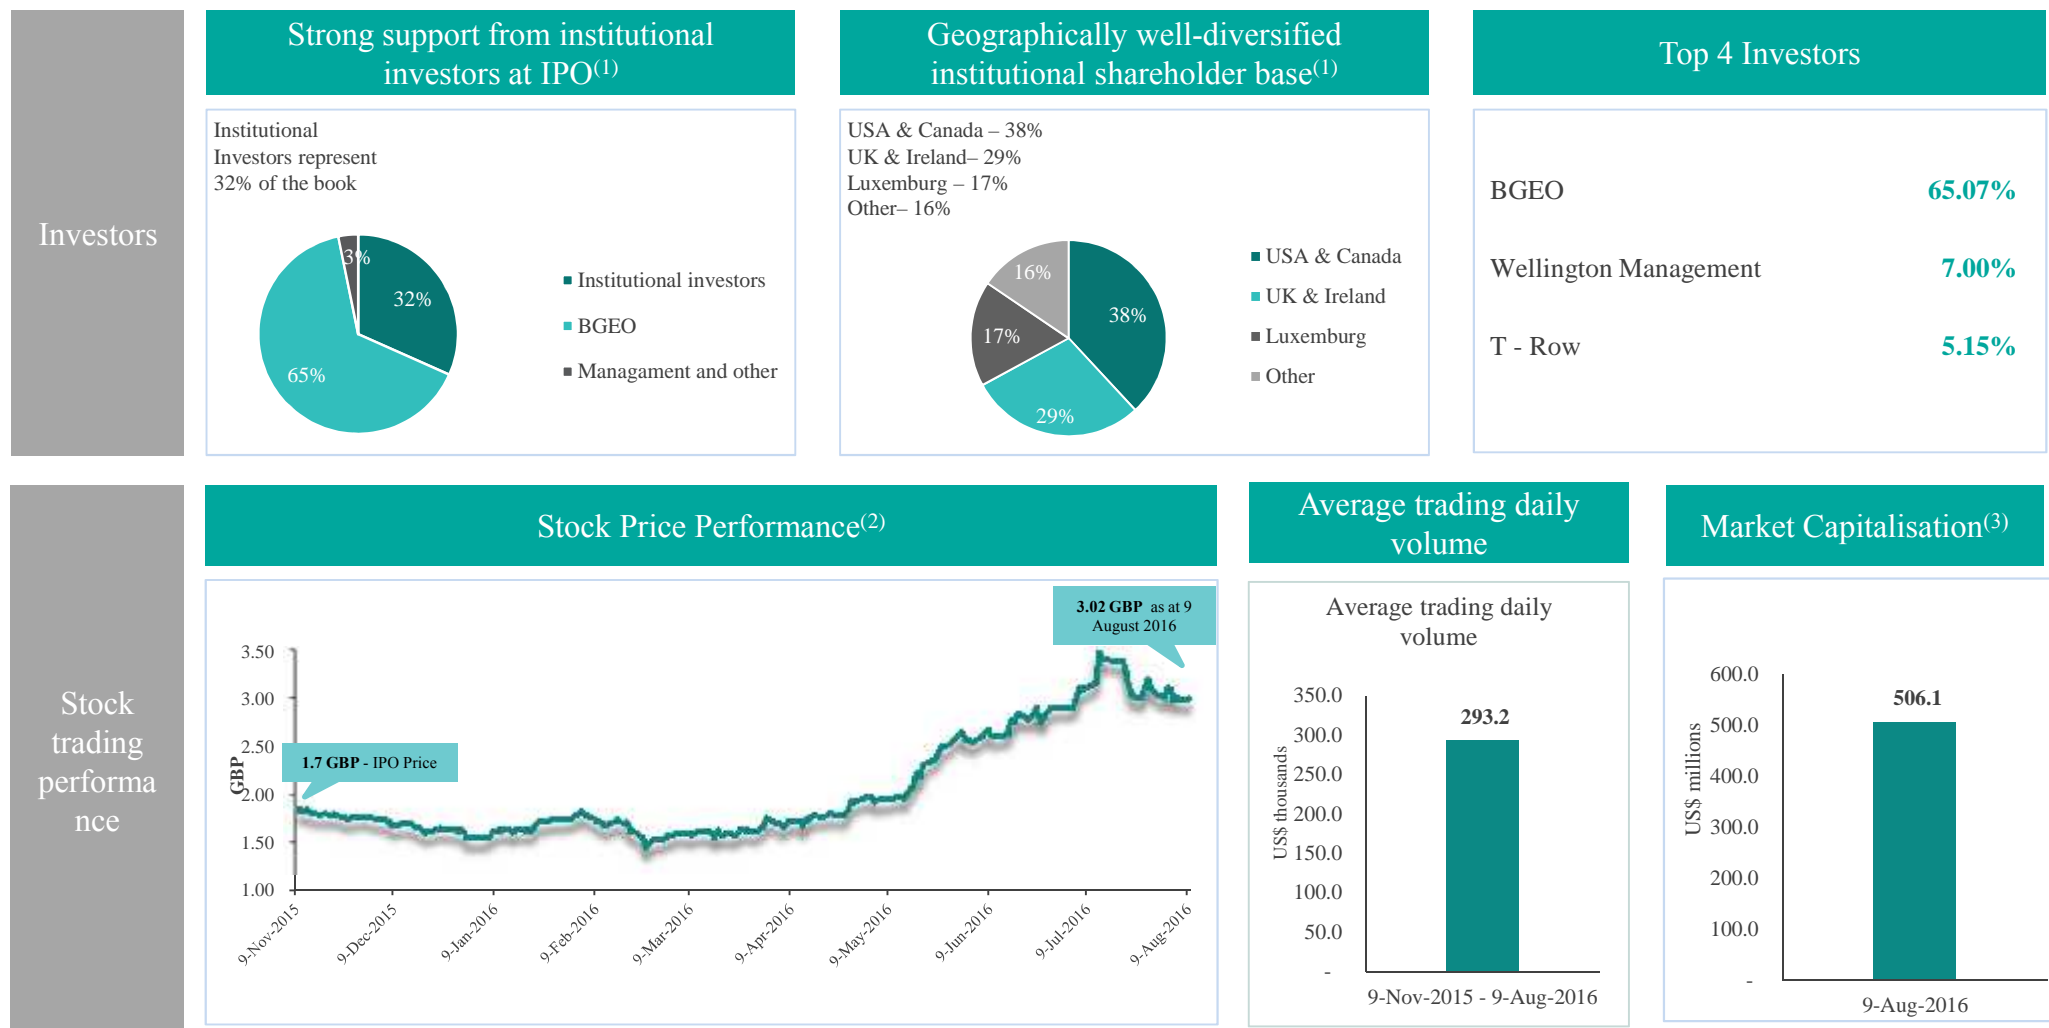 Investors
Strong support from institutional
investors at IPO(1)
Institutional
Investors represent
32% of the book
3%
32%
65%
Institutional investors
BGEO
Managament and other
Geographically well-diversified
institutional shareholder base(1)
USA & Canada – 38%
UK & Ireland– 29%
Luxemburg – 17%
Other– 16%
16%
38%
17%
29%
USA & Canada
UK & Ireland
Luxemburg
Other
Top 4 Investors
BGEO 65.07%
Wellington Management 7.00%
T - Row 5.15%
Stock
trading
performa
nce
Stock Price Performance(2)
3.02 GBP as at 9
August 2016
1.7 GBP - IPO Price
GBP
3.50
3.00
2.50
2.00
1.50
1.00
9-Nov-2015
9-Dec-2015
9-Jan-2016
9-Feb-2016
9-Mar-2016
9-Apr-2016
9-May-2016
9-Jun-2016
9-Jul-2016
9-Aug-2016
Average trading daily
volume
Average trading daily
volume
US$ thousands
350.0
300.0
250.0
200.0
150.0
100.0
50.0
-
293.2
9-Nov-2015 - 9-Aug-2016
Market Capitalisation(3)
US$ millions
600.0
500.0
400.0
300.0
200.0
100.0
-
506.1
9-Aug-2016